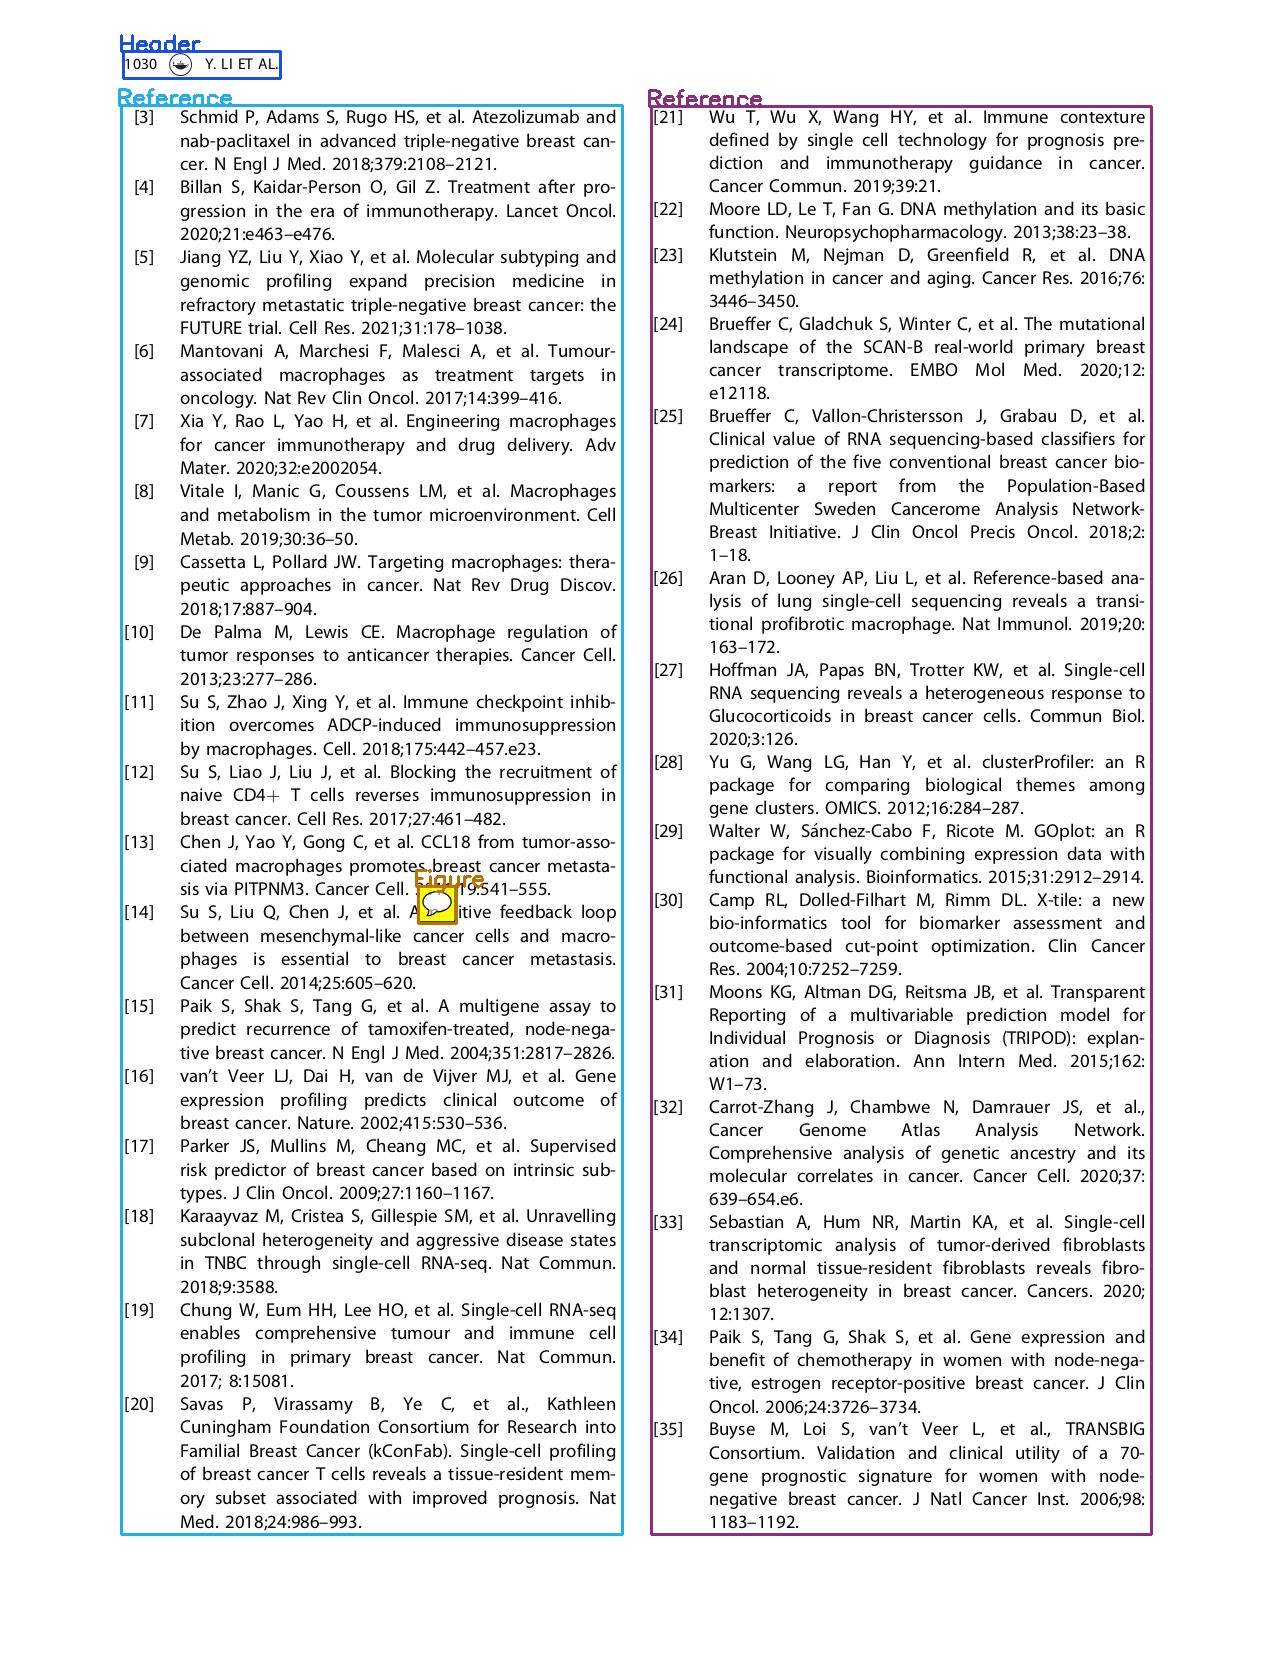 Header
1030 Y. LI ET AL.
Reference
[3] Schmid P, Adams S, Rugo HS, et al. Atezolizumab and
nab-paclitaxel in advanced triple-negative breast can-
cer. N Engl J Med. 2018;379:2108–2121.
[4] Billan S, Kaidar-Person O, Gil Z. Treatment after pro-
gression in the era of immunotherapy. Lancet Oncol.
2020;21:e463–e476.
[5] Jiang YZ, Liu Y, Xiao Y, et al. Molecular subtyping and
genomic profiling expand precision medicine in
refractory metastatic triple-negative breast cancer: the
FUTURE trial. Cell Res. 2021;31:178–1038.
[6] Mantovani A, Marchesi F, Malesci A, et al. Tumour-
associated macrophages as treatment targets in
oncology. Nat Rev Clin Oncol. 2017;14:399–416.
[7] Xia Y, Rao L, Yao H, et al. Engineering macrophages
for cancer immunotherapy and drug delivery. Adv
Mater. 2020;32:e2002054.
[8] Vitale I, Manic G, Coussens LM, et al. Macrophages
and metabolism in the tumor microenvironment. Cell
Metab. 2019;30:36–50.
[9] Cassetta L, Pollard JW. Targeting macrophages: thera-
peutic approaches in cancer. Nat Rev Drug Discov.
2018;17:887–904.
[10] De Palma M, Lewis CE. Macrophage regulation of
tumor responses to anticancer therapies. Cancer Cell.
2013;23:277–286.
[11] Su S, Zhao J, Xing Y, et al. Immune checkpoint inhib-
ition overcomes ADCP-induced immunosuppression
by macrophages. Cell. 2018;175:442–457.e23.
[12] Su S, Liao J, Liu J, et al. Blocking the recruitment of
naive CD4+ T cells reverses immunosuppression in
breast cancer. Cell Res. 2017;27:461–482.
[13] Chen J, Yao Y, Gong C, et al. CCL18 from tumor-asso-
ciated macrophages promotes breast cancer metasta-
Figure
sis via PITPNM3. Cancer Cell. 19:541–555.
[14] Su S, Liu Q, Chen J, et al. A feedback loop
between mesenchymal-like cancer cells and macro-
phages is essential to breast cancer metastasis.
Cancer Cell. 2014;25:605–620.
[15] Paik S, Shak S, Tang G, et al. A multigene assay to
predict recurrence of tamoxifen-treated, node-nega-
tive breast cancer. N Engl J Med. 2004;351:2817–2826.
[16] van't Veer LJ, Dai H, van de Vijver MJ, et al. Gene
expression profiling predicts clinical outcome of
breast cancer. Nature. 2002;415:530–536.
[17] Parker JS, Mullins M, Cheang MC, et al. Supervised
risk predictor of breast cancer based on intrinsic sub-
types. J Clin Oncol. 2009;27:1160–1167.
[18] Karaayvaz M, Cristea S, Gillespie SM, et al. Unravelling
subclonal heterogeneity and aggressive disease states
in TNBC through single-cell RNA-seq. Nat Commun.
2018;9:3588.
[19] Chung W, Eum HH, Lee HO, et al. Single-cell RNA-seq
enables comprehensive tumour and immune cell
profiling in primary breast cancer. Nat Commun.
2017; 8:15081.
[20] Savas P, Virassamy B, Ye C, et al., Kathleen
Cuningham Foundation Consortium for Research into
Familial Breast Cancer (kConFab). Single-cell profiling
of breast cancer T cells reveals a tissue-resident mem-
ory subset associated with improved prognosis. Nat
Med. 2018;24:986–993.
Reference
[21] Wu T, Wu X, Wang HY, et al. Immune contexture
defined by single cell technology for prognosis pre-
diction and immunotherapy guidance in cancer.
Cancer Commun. 2019;39:21.
[22] Moore LD, Le T, Fan G. DNA methylation and its basic
function. Neuropsychopharmacology. 2013;38:23–38.
[23] Klutstein M, Nejman D, Greenfield R, et al. DNA
methylation in cancer and aging. Cancer Res. 2016;76:
3446–3450.
[24] Brueffer C, Gladchuk S, Winter C, et al. The mutational
landscape of the SCAN-B real-world primary breast
cancer transcriptome. EMBO Mol Med. 2020;12:
e12118.
[25] Brueffer C, Vallon-Christersson J, Grabau D, et al.
Clinical value of RNA sequencing-based classifiers for
prediction of the five conventional breast cancer bio-
markers: a report from the Population-Based
Multicenter Sweden Cancerome Analysis Network-
Breast Initiative. J Clin Oncol Precis Oncol. 2018;2:
1–18.
[26] Aran D, Looney AP, Liu L, et al. Reference-based ana-
lysis of lung single-cell sequencing reveals a transi-
tional profibrotic macrophage. Nat Immunol. 2019;20:
163–172.
[27] Hoffman JA, Papas BN, Trotter KW, et al. Single-cell
RNA sequencing reveals a heterogeneous response to
Glucocorticoids in breast cancer cells. Commun Biol.
2020;3:126.
[28] Yu G, Wang LG, Han Y, et al. clusterProfiler: an R
package for comparing biological themes among
gene clusters. OMICS. 2012;16:284–287.
[29] Walter W, Sánchez-Cabo F, Ricote M. GOplot: an R
package for visually combining expression data with
functional analysis. Bioinformatics. 2015;31:2912–2914.
[30] Camp RL, Dolled-Filhart M, Rimm DL. X-tile: a new
bio-informatics tool for biomarker assessment and
outcome-based cut-point optimization. Clin Cancer
Res. 2004;10:7252–7259.
[31] Moons KG, Altman DG, Reitsma JB, et al. Transparent
Reporting of a multivariable prediction model for
Individual Prognosis or Diagnosis (TRIPOD): explan-
ation and elaboration. Ann Intern Med. 2015;162:
W1–73.
[32] Carrot-Zhang J, Chambwe N, Damrauer JS, et al.,
Cancer Genome Atlas Analysis Network.
Comprehensive analysis of genetic ancestry and its
molecular correlates in cancer. Cancer Cell. 2020;37:
639–654.e6.
[33] Sebastian A, Hum NR, Martin KA, et al. Single-cell
transcriptomic analysis of tumor-derived fibroblasts
and normal tissue-resident fibroblasts reveals fibro-
blast heterogeneity in breast cancer. Cancers. 2020;
12:1307.
[34] Paik S, Tang G, Shak S, et al. Gene expression and
benefit of chemotherapy in women with node-nega-
tive, estrogen receptor-positive breast cancer. J Clin
Oncol. 2006;24:3726–3734.
[35] Buyse M, Loi S, van't Veer L, et al., TRANSBIG
Consortium. Validation and clinical utility of a 70-
gene prognostic signature for women with node-
negative breast cancer. J Natl Cancer Inst. 2006;98:
1183–1192.